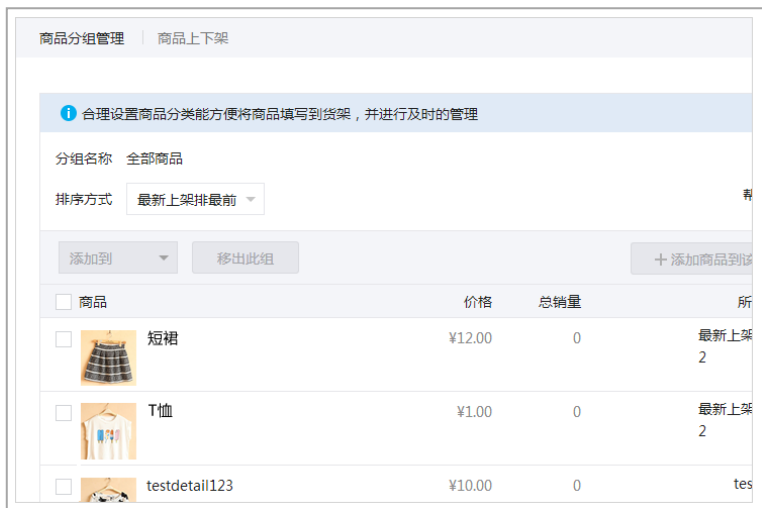 商品分组管理 商品上下架
合理设置商品分类能方便将商品填写到货架，并进行及时的管理
分组名称 全部商品
排序方式 最新上架排最前
添加到 移出此组 + 添加商品到
商品 价格 总销量 所
短裙 ¥12.00 0 最新上架
2
T恤 ¥1.00 0 最新上架
2
testdetail123 ¥10.00 0 tes